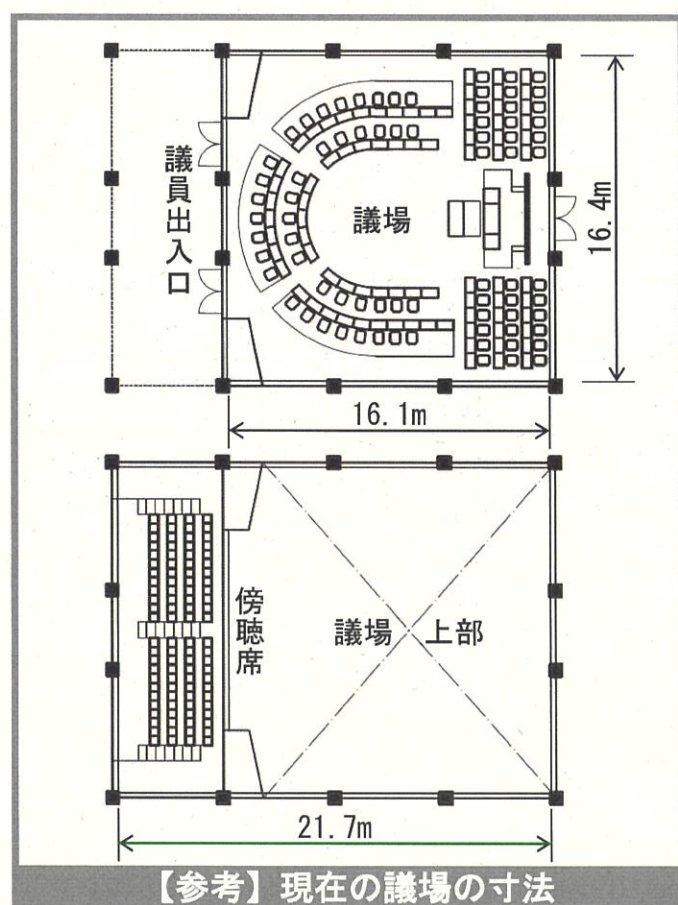 議員出入口
議場
16.4m
16.1m
傍聴席
議場 上部
21.7m
【参考】現在の議場の寸法